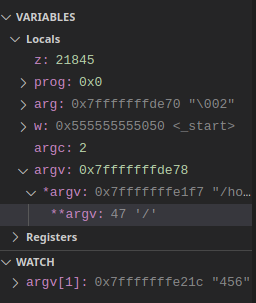 VARIABLES
Locals
z: 21845
prog: 0x0
arg: 0x7fffffffde70 "\002"
w: 0x555555555050 <_start>
argc: 2
argv: 0x7fffffffde78
*argv: 0x7fffffffe1f7 "/ho…
**argv: 47 '/'
Registers
WATCH
argv[1]: 0x7fffffffe21c "456"